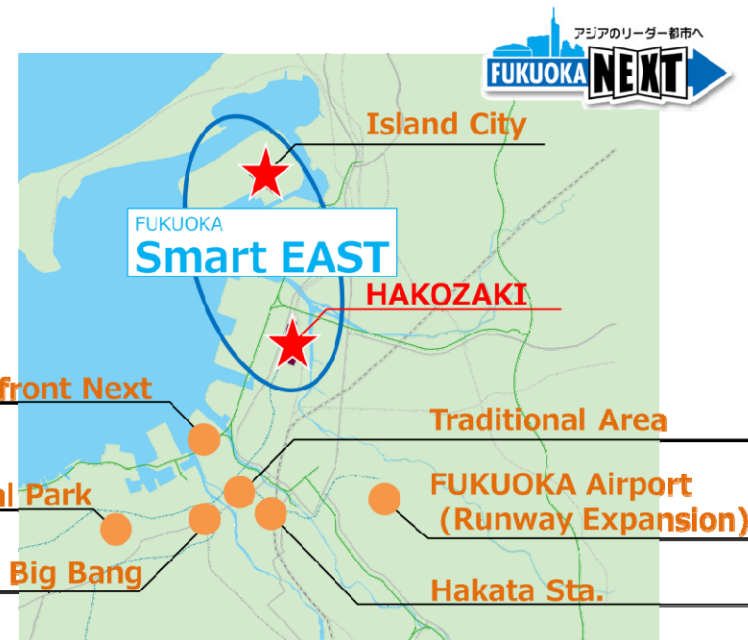 アジアのリーダー都市へ
FUKUOKA NEXT
Island City
FUKUOKA
Smart EAST
HAKOZAKI
front Next
Traditional Area
l Park
FUKUOKA Airport
(Runway Expansion)
Big Bang
Hakata Sta.